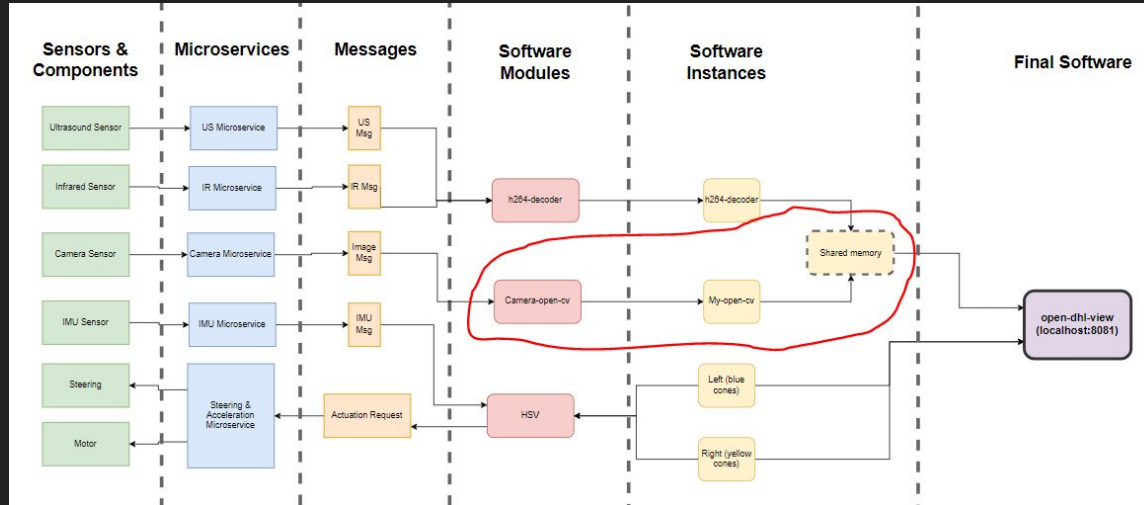 Sensors &
Components
Microservices
Messages
Software
Modules
Software
Instances
Final Software
Ultrasound Sensor
US Microservice
US
Msg
Infrared Sensor
IR Microservice
IR Msg
h264-decoder
h264-decoder
Camera Sensor
Camera Microservice
Image
Msg
Shared memory
Camera-open-cv
My-open-cv
IMU Sensor
IMU Microservice
IMU
Msg
open-dhl-view
(localhost:8081)
Steering
Steering &
Acceleration
Microservice
Actuation Request
HSV
Left (blue
cones)
Motor
Right (yellow
cones)